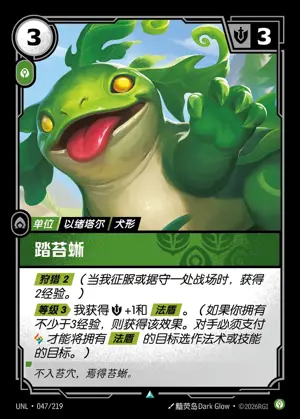 3
3
单位 以绪塔尔 犬形
踏苔蜥
狩猎 2 （当我征服或据守一处战场时，获得
2经验。）
等级 3 我获得 +1和 法盾 。（如果你拥有
不少于3经验，则获得该效果。对手必须支付
才能将拥有 法盾 的目标选作法术或技能
的目标。）
不入苔穴，焉得苔蜥。
UNL • 047/219
黯荧岛Dark Glow • ©2026RGI